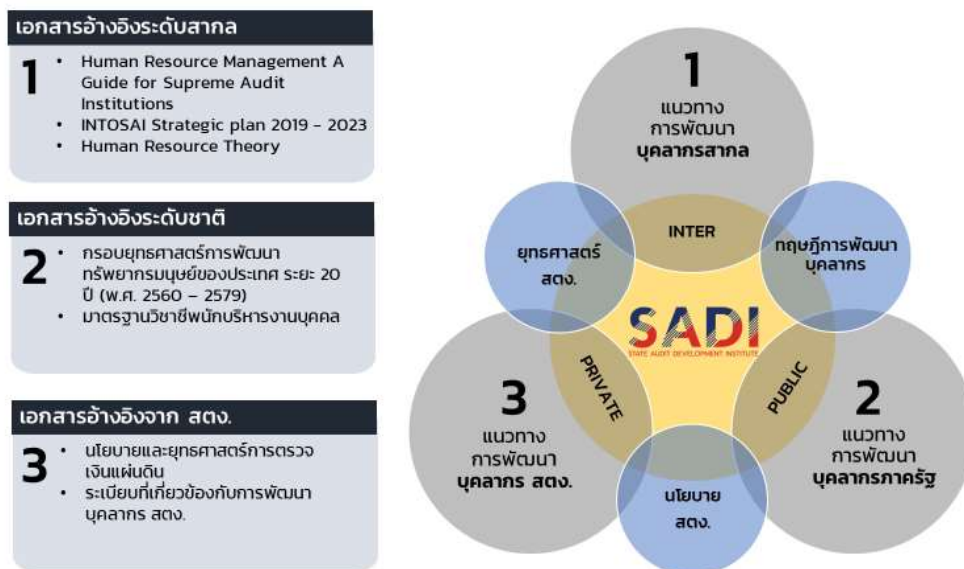 เอกสารอ้างอิงระดับสากล
1
• Human Resource Management A
Guide for Supreme Audit
Institutions
• INTOSAI Strategic plan 2019 - 2023
• Human Resource Theory
เอกสารอ้างอิงระดับชาติ
2
• กรอบยุทธศาสตร์การพัฒนา
ทรัพยากรมนุษย์ของประเทศ ระยะ 20
ปี (พ.ศ. 2560 – 2579)
• มาตรฐานวิชาชีพนักบริหารงานบุคคล
เอกสารอ้างอิงจาก สตง.
3
• นโยบายและยุทธศาสตร์การตรวจ
เงินแผ่นดิน
• ระเบียบที่เกี่ยวข้องกับการพัฒนา
บุคลากร สตง.
1
แนวทาง
การพัฒนา
บุคลากรสากล
INTER
ยุทธศาสตร์
สตง.
ทฤษฎีการพัฒนา
บุคลากร
SADI
STATE AUDIT DEVELOPMENT INSTITUTE
PRIVATE
PUBLIC
3
แนวทาง
การพัฒนา
บุคลากร สตง.
2
แนวทาง
การพัฒนา
บุคลากรภาครัฐ
นโยบาย
สตง.